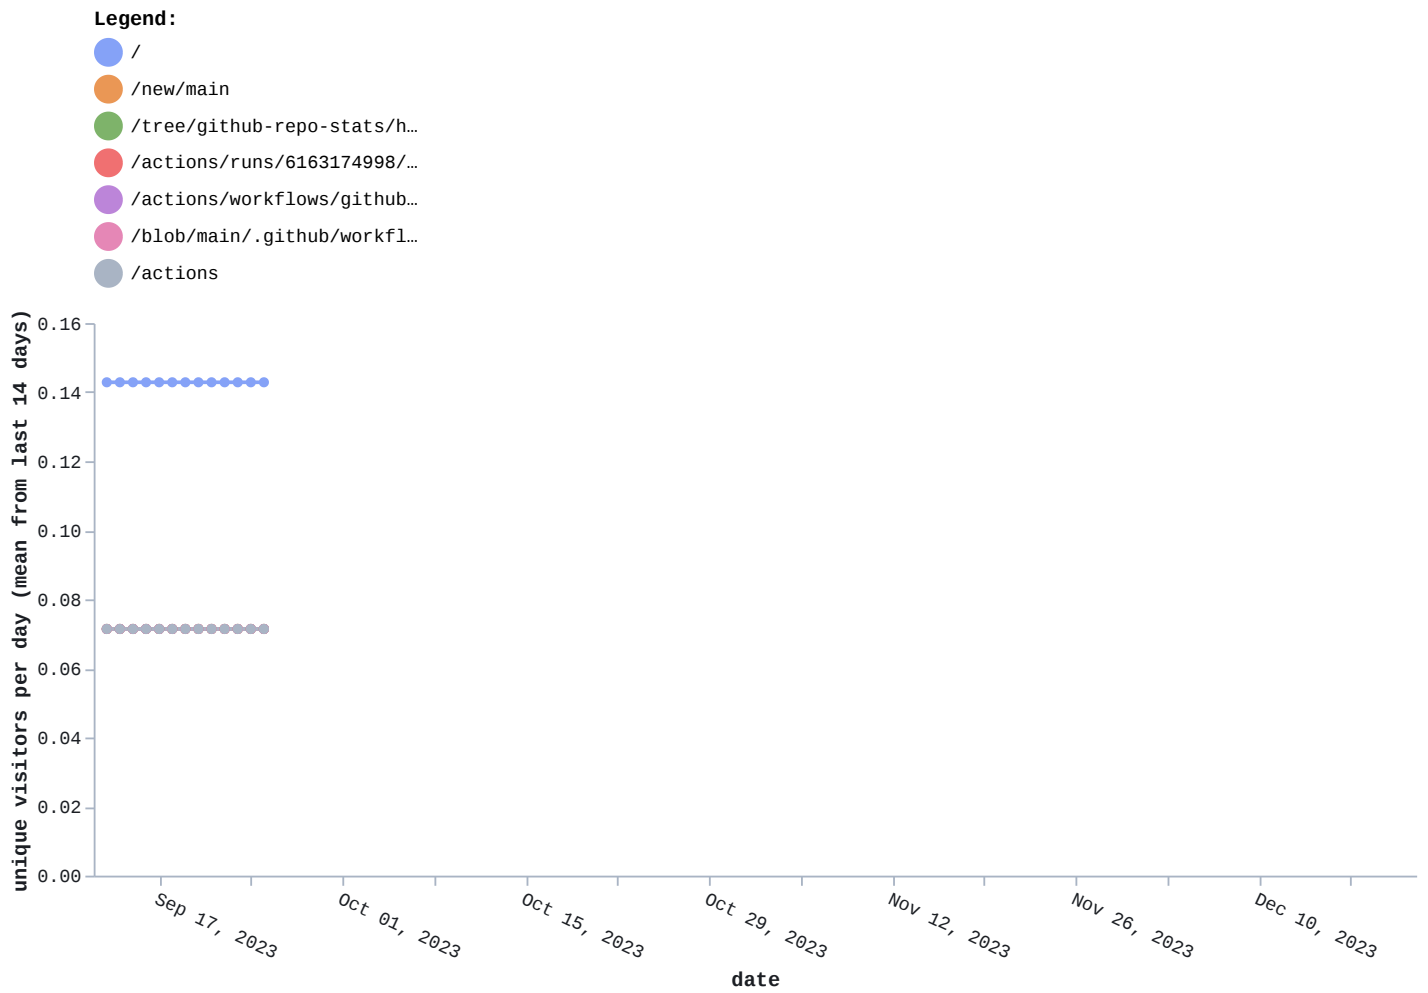 Legend:
/
/new/main
/tree/github-repo-stats/h…
/actions/runs/6163174998/…
/actions/workflows/github…
/blob/main/.github/workfl…
/actions
unique visitors per day (mean from last 14 days)
0.16
0.14
0.12
0.10
0.08
0.06
0.04
0.02
0.00
Sep 17, 2023
Oct 01, 2023
Oct 15, 2023
Oct 29, 2023
Nov 12, 2023
Nov 26, 2023
Dec 10, 2023
date